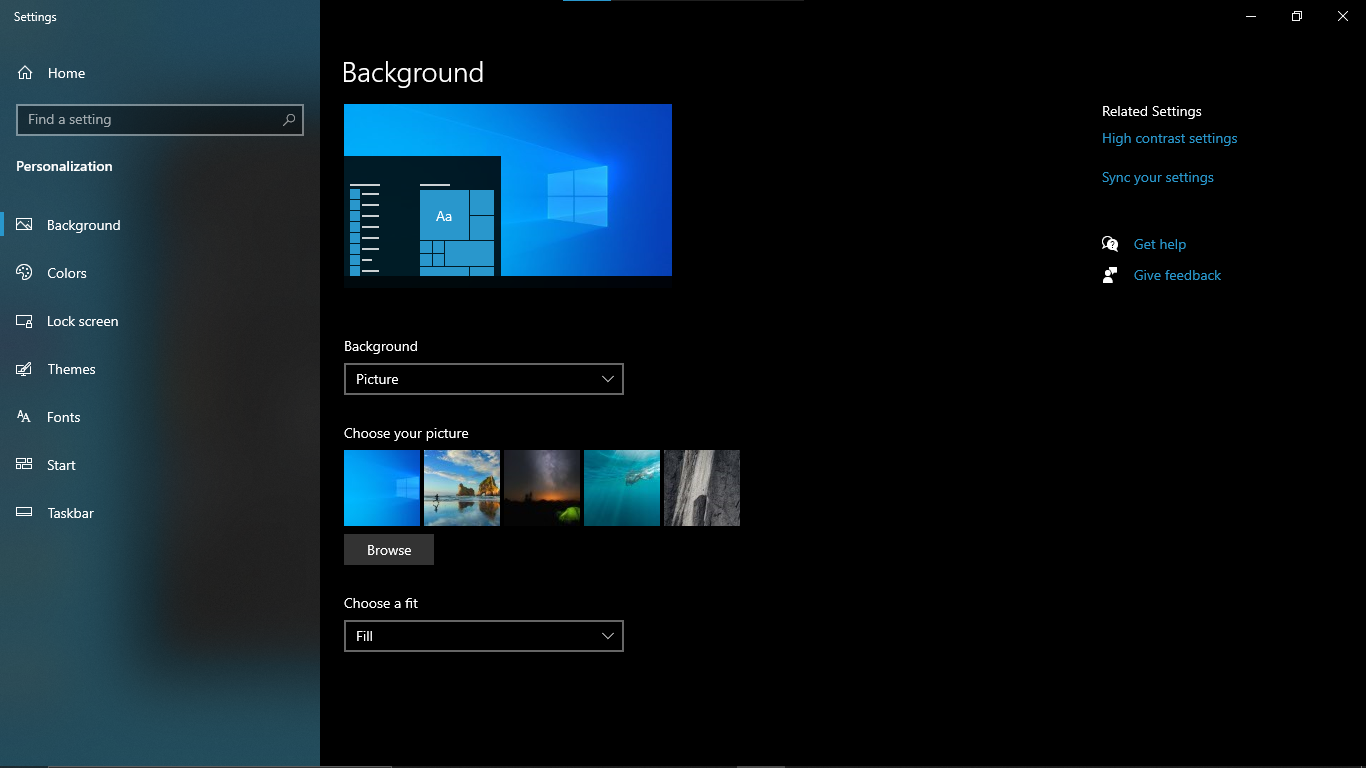 Settings
Home
Find a setting
Personalization
Background
Colors
Lock screen
Themes
Fonts
Start
Taskbar
Background
Aa
Background
Picture
Choose your picture
Browse
Choose a fit
Fill
Related Settings
High contrast settings
Sync your settings
Get help
Give feedback